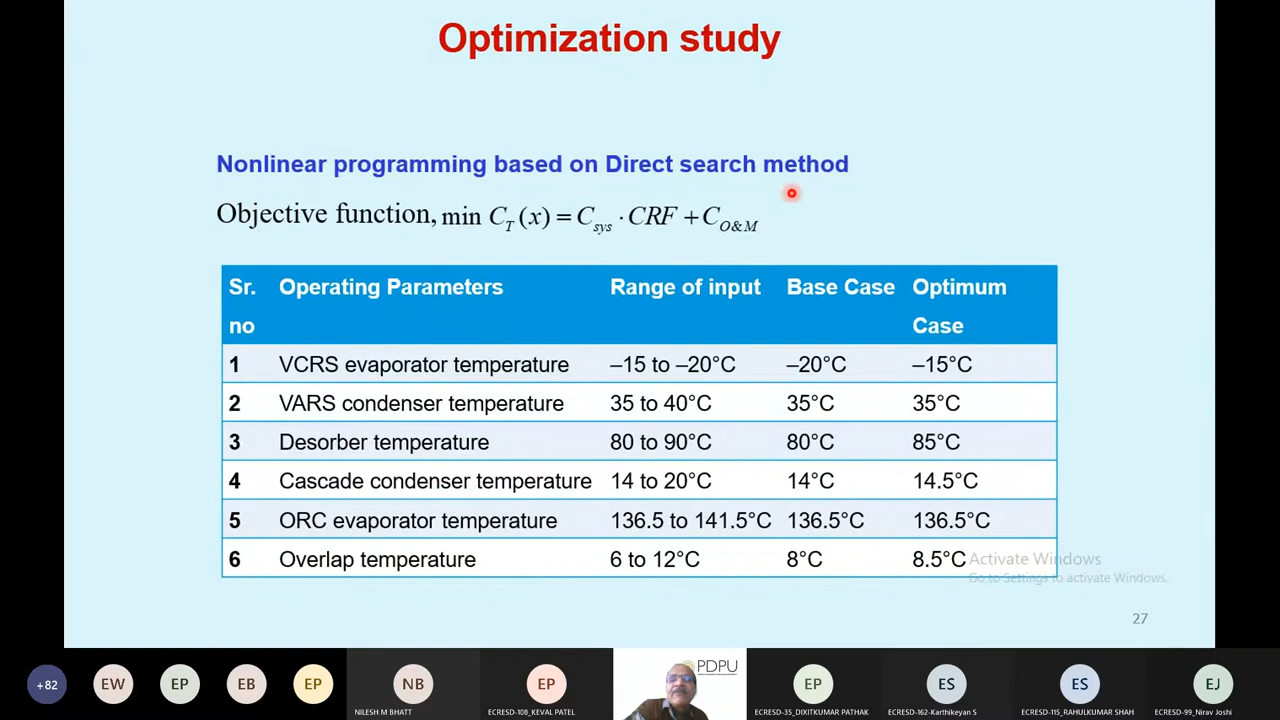 Optimization study
Nonlinear programming based on Direct search method
Objective function, min C_T(x) = C_sys · CRF + C_O&M
Sr. no Operating Parameters Range of input Base Case Optimum Case
1 VCRS evaporator temperature –15 to –20°C –20°C –15°C
2 VARS condenser temperature 35 to 40°C 35°C 35°C
3 Desorber temperature 80 to 90°C 80°C 85°C
4 Cascade condenser temperature 14 to 20°C 14°C 14.5°C
5 ORC evaporator temperature 136.5 to 141.5°C 136.5°C 136.5°C
6 Overlap temperature 6 to 12°C 8°C 8.5°C
Activate Windows
Go to Settings to activate Windows.
27
+82 EW EP EB EP NB EP PDPU EP ES ES EJ
NILESH M BHATT ECRESD-108_KEVAL PATEL ECRESD-35_DIXITKUMAR PATHAK ECRESD-162-Karthikeyan S ECRESD-115_RAHULKUMAR SHAH ECRESD-99_Nirav Joshi